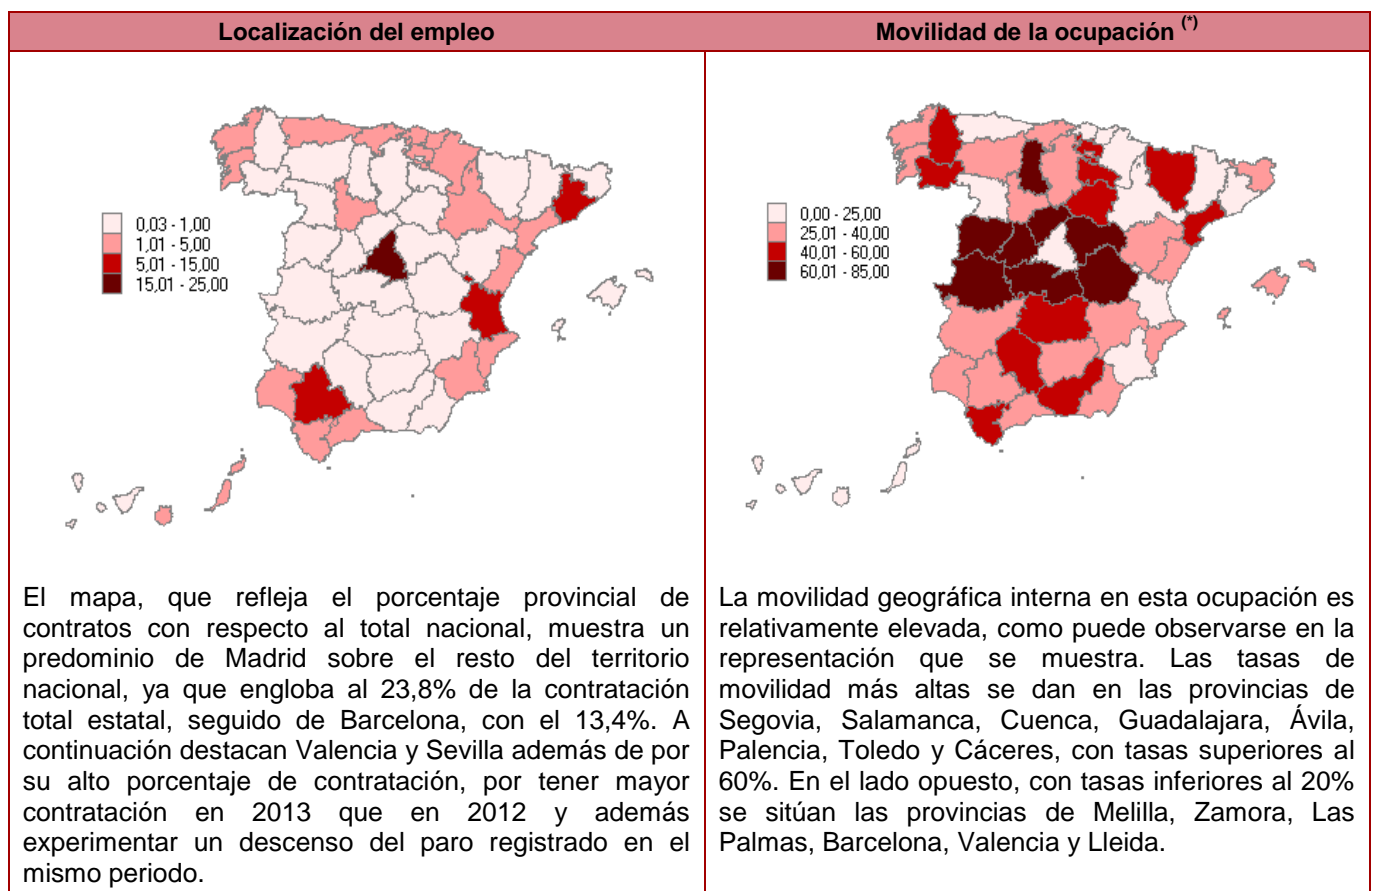 Localización del empleo
Movilidad de la ocupación (*)
0,03 - 1,00
1,01 - 5,00
5,01 - 15,00
15,01 - 25,00
0,00 - 25,00
25,01 - 40,00
40,01 - 60,00
60,01 - 85,00
El mapa, que refleja el porcentaje provincial de
contratos con respecto al total nacional, muestra un
predominio de Madrid sobre el resto del territorio
nacional, ya que engloba al 23,8% de la contratación
total estatal, seguido de Barcelona, con el 13,4%. A
continuación destacan Valencia y Sevilla además de por
su alto porcentaje de contratación, por tener mayor
contratación en 2013 que en 2012 y además
experimentar un descenso del paro registrado en el
mismo periodo.
La movilidad geográfica interna en esta ocupación es
relativamente elevada, como puede observarse en la
representación que se muestra. Las tasas de
movilidad más altas se dan en las provincias de
Segovia, Salamanca, Cuenca, Guadalajara, Ávila,
Palencia, Toledo y Cáceres, con tasas superiores al
60%. En el lado opuesto, con tasas inferiores al 20%
se sitúan las provincias de Melilla, Zamora, Las
Palmas, Barcelona, Valencia y Lleida.